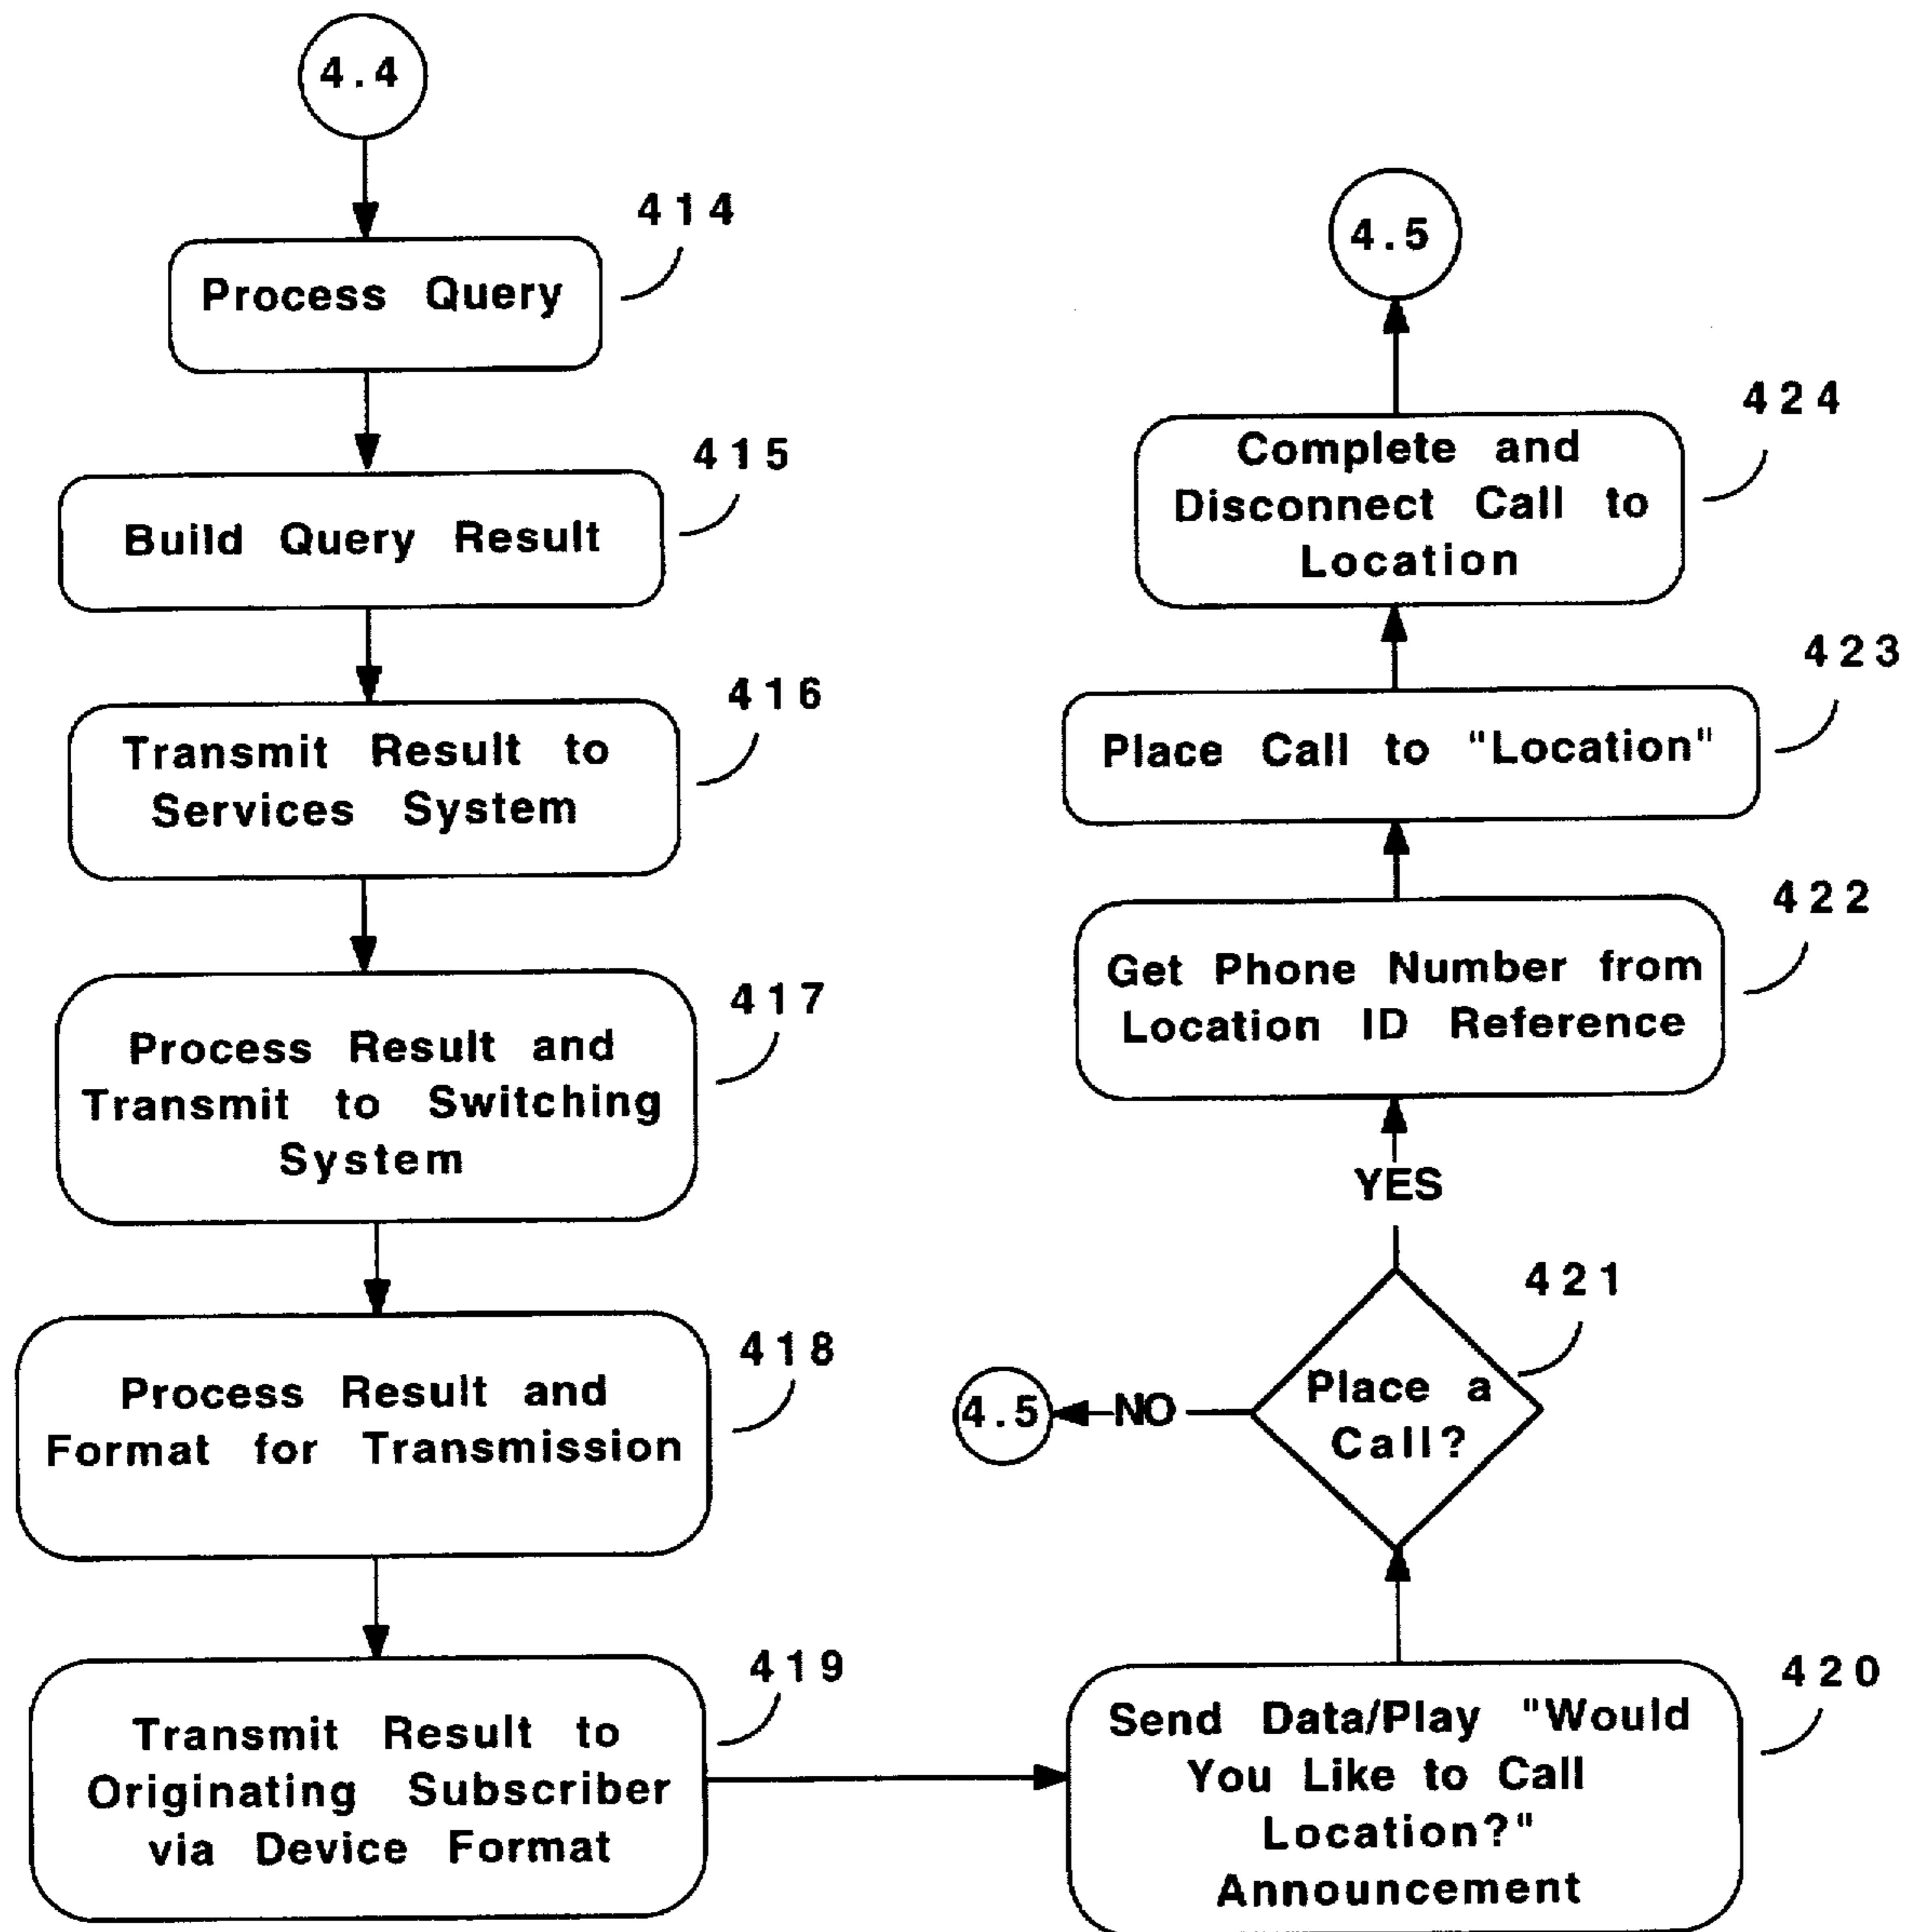 4.4
414
Process Query
415
Build Query Result
416
Transmit Result to
Services System
417
Process Result and
Transmit to Switching
System
418
Process Result and
Format for Transmission
419
Transmit Result to
Originating Subscriber
via Device Format
420
Send Data/Play "Would
You Like to Call
Location?"
Announcement
421
Place a
Call?
NO
4.5
YES
422
Get Phone Number from
Location ID Reference
423
Place Call to "Location"
424
Complete and
Disconnect Call to
Location
4.5